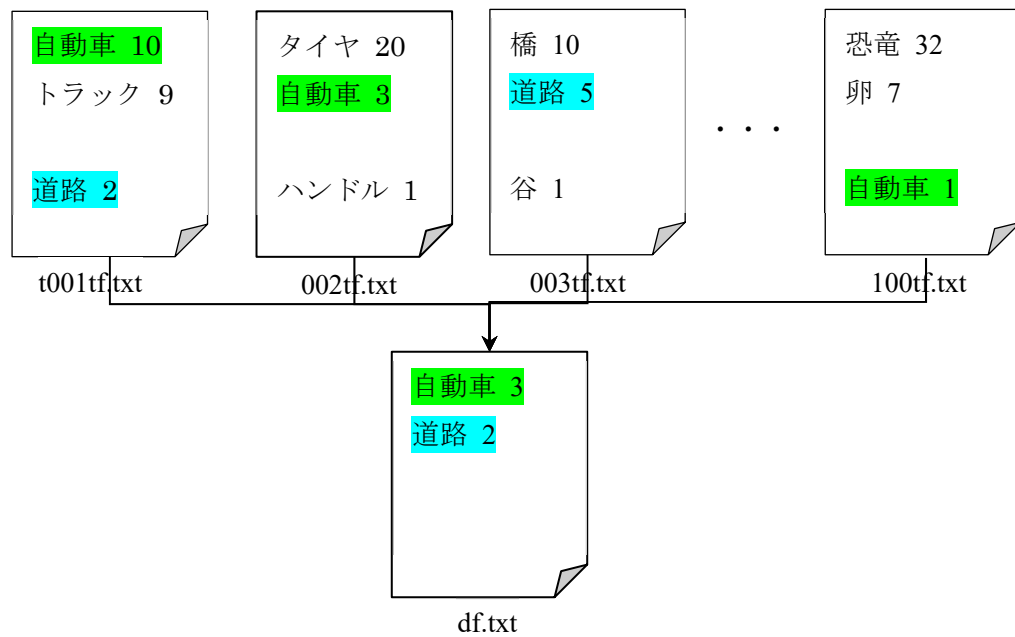 自動車 10
トラック 9
道路 2
t001tf.txt
タイヤ 20
自動車 3
ハンドル 1
002tf.txt
橋 10
道路 5
谷 1
003tf.txt
・・・
恐竜 32
卵 7
自動車 1
100tf.txt
自動車 3
道路 2
df.txt